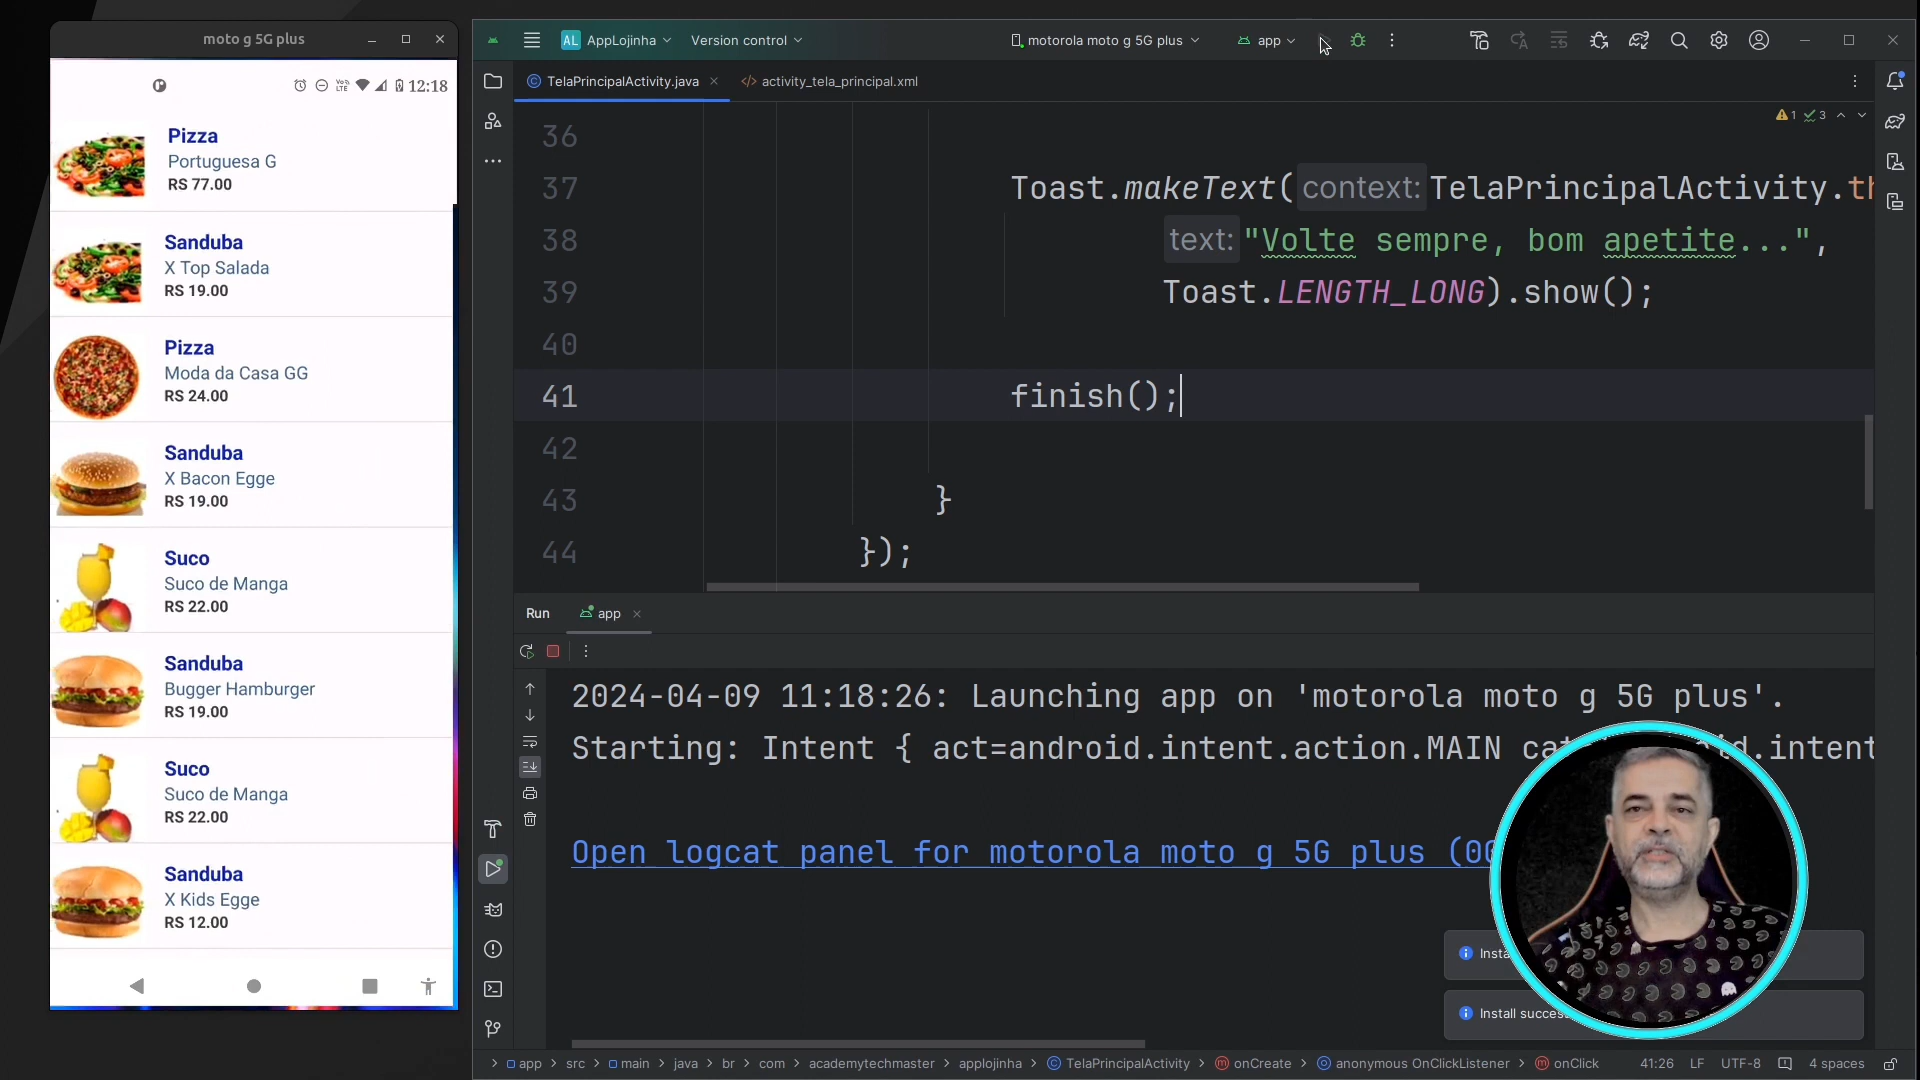 moto g 5G plus
12:18
Pizza
Portuguesa G
RS 77.00
Sanduba
X Top Salada
RS 19.00
Pizza
Moda da Casa GG
RS 24.00
Sanduba
X Bacon Egge
RS 19.00
Suco
Suco de Manga
RS 22.00
Sanduba
Bugger Hamburger
RS 19.00
Suco
Suco de Manga
RS 22.00
Sanduba
X Kids Egge
RS 12.00
AL AppLojinha Version control motorola moto g 5G plus app
TelaPrincipalActivity.java activity_tela_principal.xml
1 3
36
37 Toast.makeText( context: TelaPrincipalActivity.th
38 text: "Volte sempre, bom apetite...",
39 Toast.LENGTH_LONG).show();
40
41 finish();
42
43 }
44 });
Run app
2024-04-09 11:18:26: Launching app on 'motorola moto g 5G plus'.
Starting: Intent { act=android.intent.action.MAIN .intent
Open logcat panel for motorola moto g 5G plus
Insta
Install succes
app > src > main > java > br > com > academytechmaster > applojinha > TelaPrincipalActivity > onCreate > anonymous OnClickListener > onClick 41:26 LF UTF-8 4 spaces